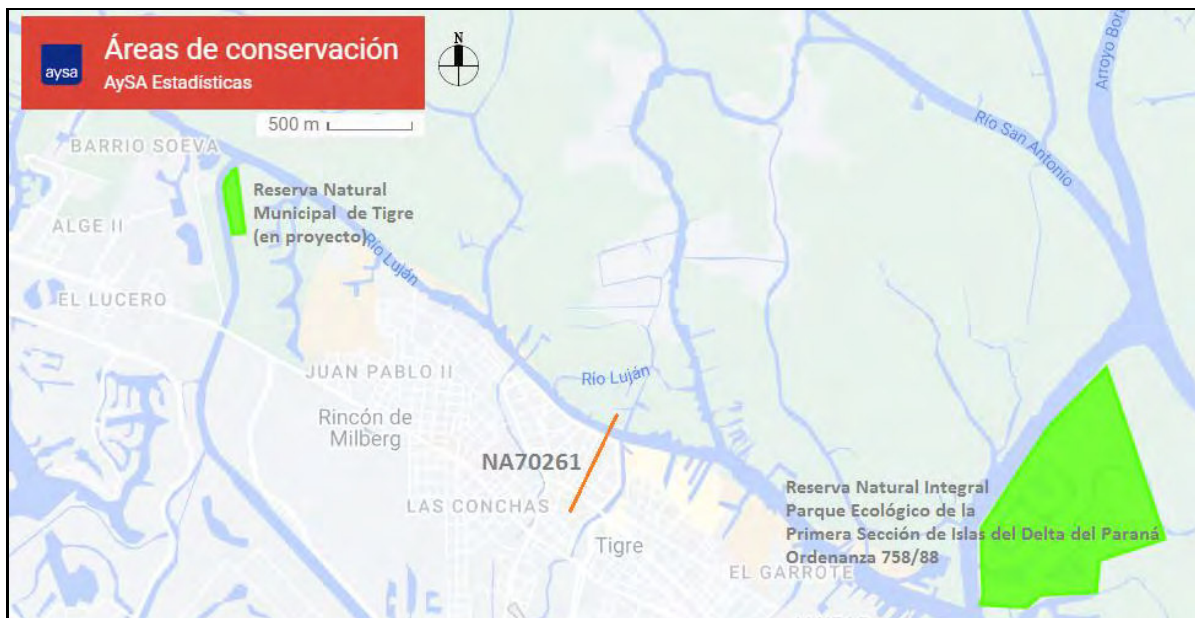 aysa
Áreas de conservación
AySA Estadísticas
N
500 m
BARRIO SOEVA
Reserva Natural
Municipal de Tigre
(en proyecto)
ALGE II
Río Luján
EL LUCERO
JUAN PABLO II
Rincón de
Milberg
Río Luján
NA70261
LAS CONCHAS
Tigre
EL GARROTE
Río San Antonio
Reserva Natural Integral
Parque Ecológico de la
Primera Sección de Islas del Delta del Paraná
Ordenanza 758/88